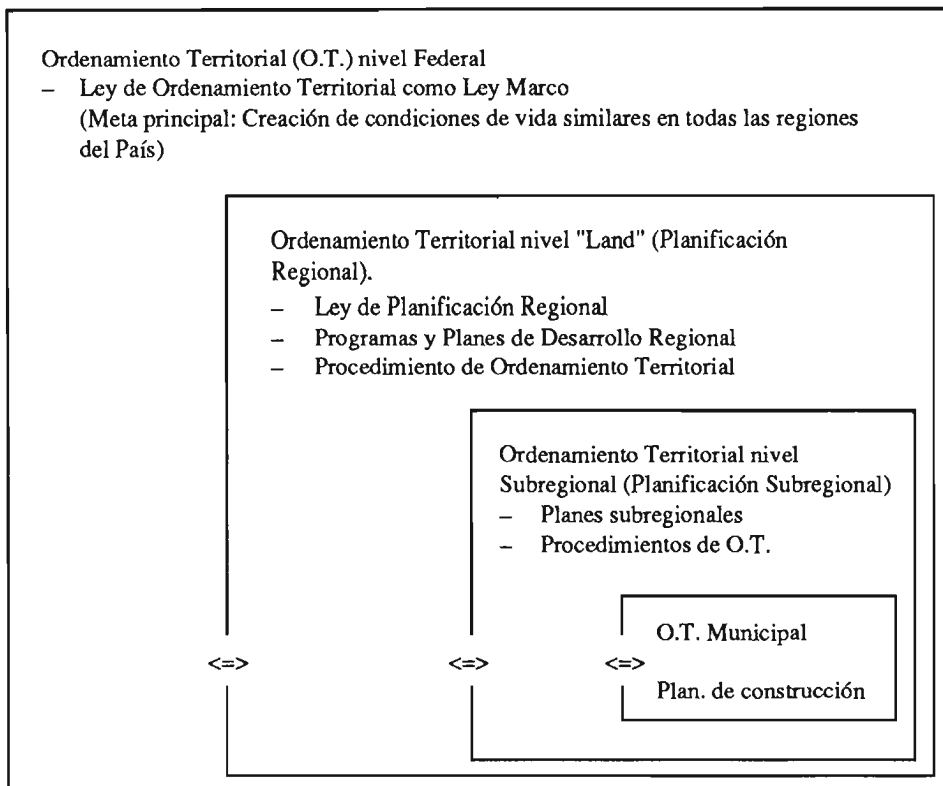 Ordenamiento Territorial (O.T.) nivel Federal
– Ley de Ordenamiento Territorial como Ley Marco
(Meta principal: Creación de condiciones de vida similares en todas las regiones
del País)
Ordenamiento Territorial nivel "Land" (Planificación
Regional).
– Ley de Planificación Regional
– Programas y Planes de Desarrollo Regional
– Procedimiento de Ordenamiento Territorial
Ordenamiento Territorial nivel
Subregional (Planificación Subregional)
– Planes subregionales
– Procedimientos de O.T.
O.T. Municipal
<=> <=> <=>
Plan. de construcción